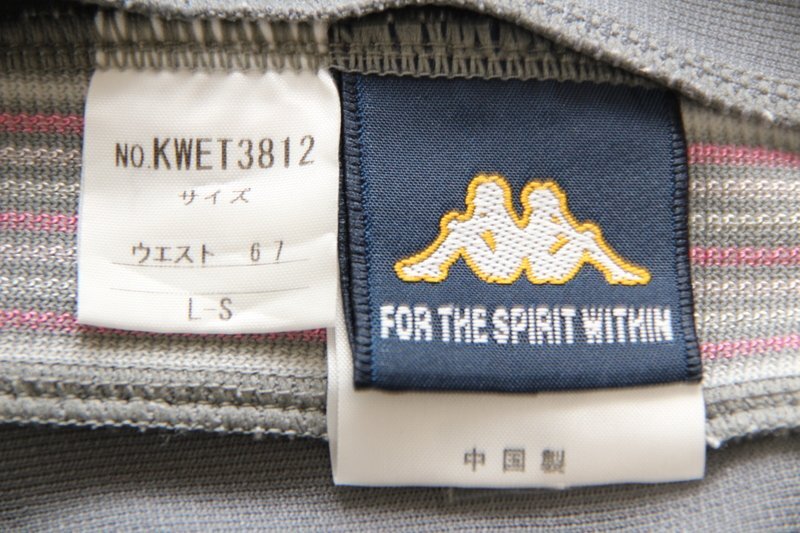 NO.KWET3812
サイズ
ウエスト 67
L-S
FOR THE SPIRIT WITHIN
中国製